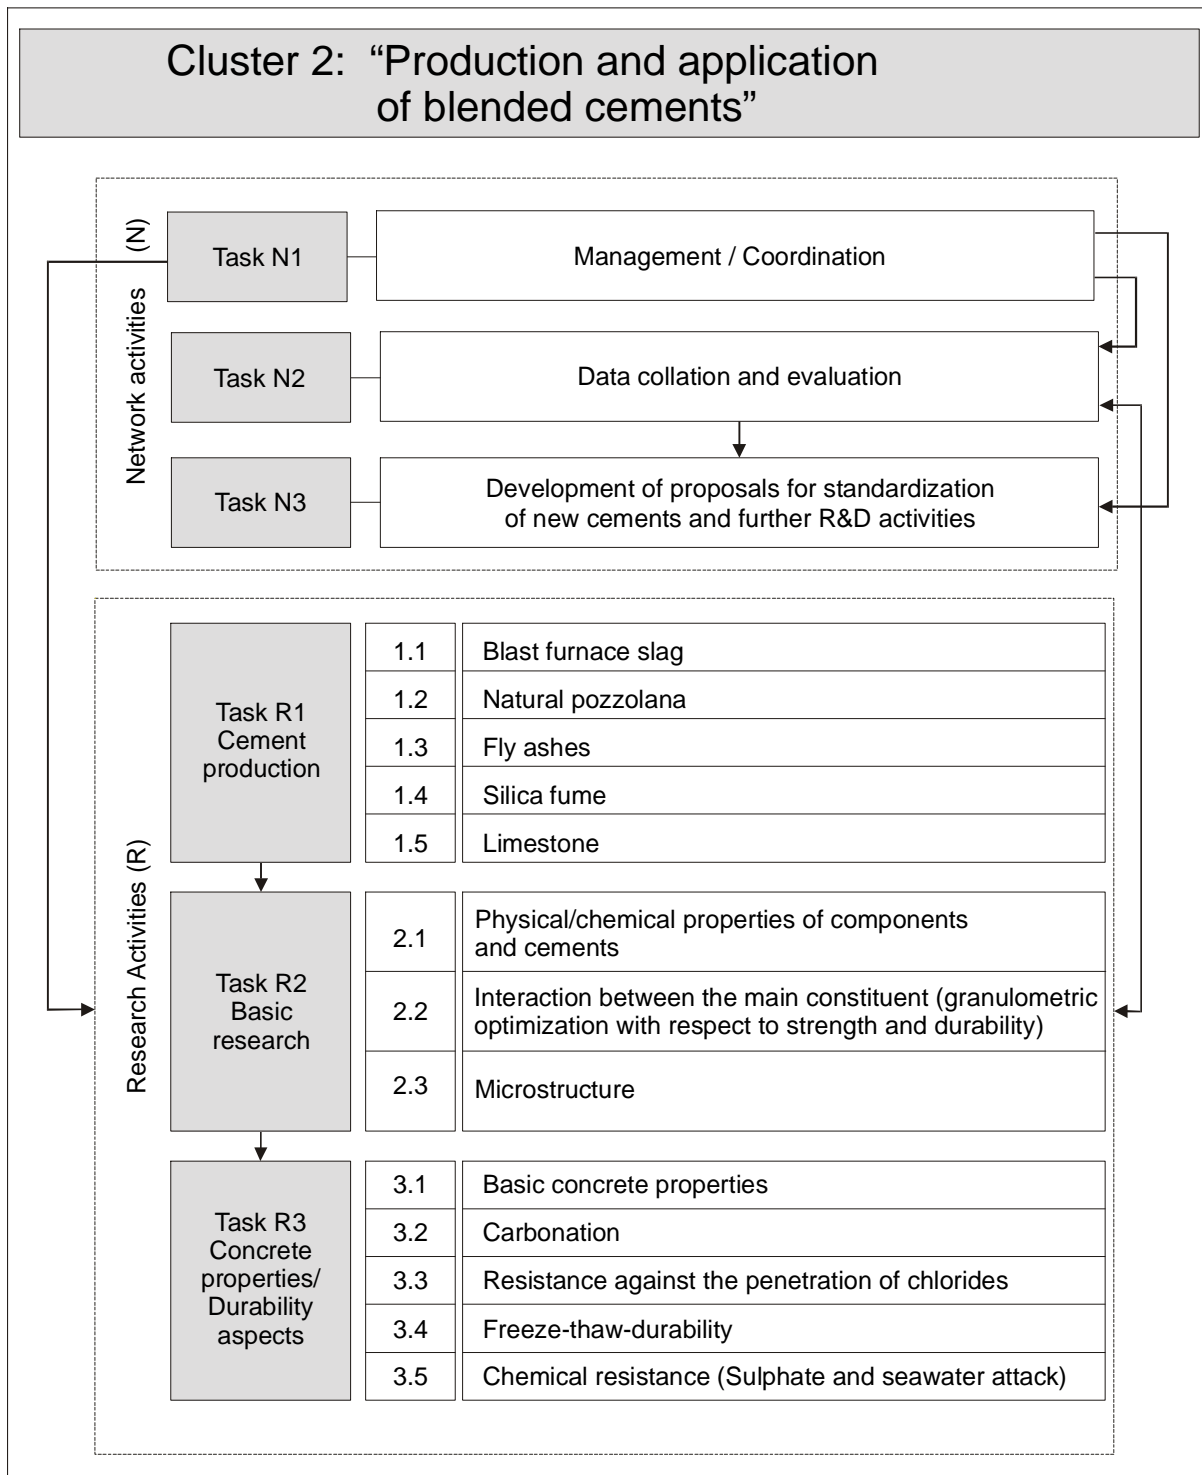 Cluster 2: “Production and application
of blended cements”
Network activities (N)
Task N1
Management / Coordination
Task N2
Data collation and evaluation
Task N3
Development of proposals for standardization
of new cements and further R&D activities
Research Activities (R)
Task R1
Cement
production
1.1 Blast furnace slag
1.2 Natural pozzolana
1.3 Fly ashes
1.4 Silica fume
1.5 Limestone
Task R2
Basic
research
2.1 Physical/chemical properties of components
and cements
2.2 Interaction between the main constituent (granulometric
optimization with respect to strength and durability)
2.3 Microstructure
Task R3
Concrete
properties/
Durability
aspects
3.1 Basic concrete properties
3.2 Carbonation
3.3 Resistance against the penetration of chlorides
3.4 Freeze-thaw-durability
3.5 Chemical resistance (Sulphate and seawater attack)